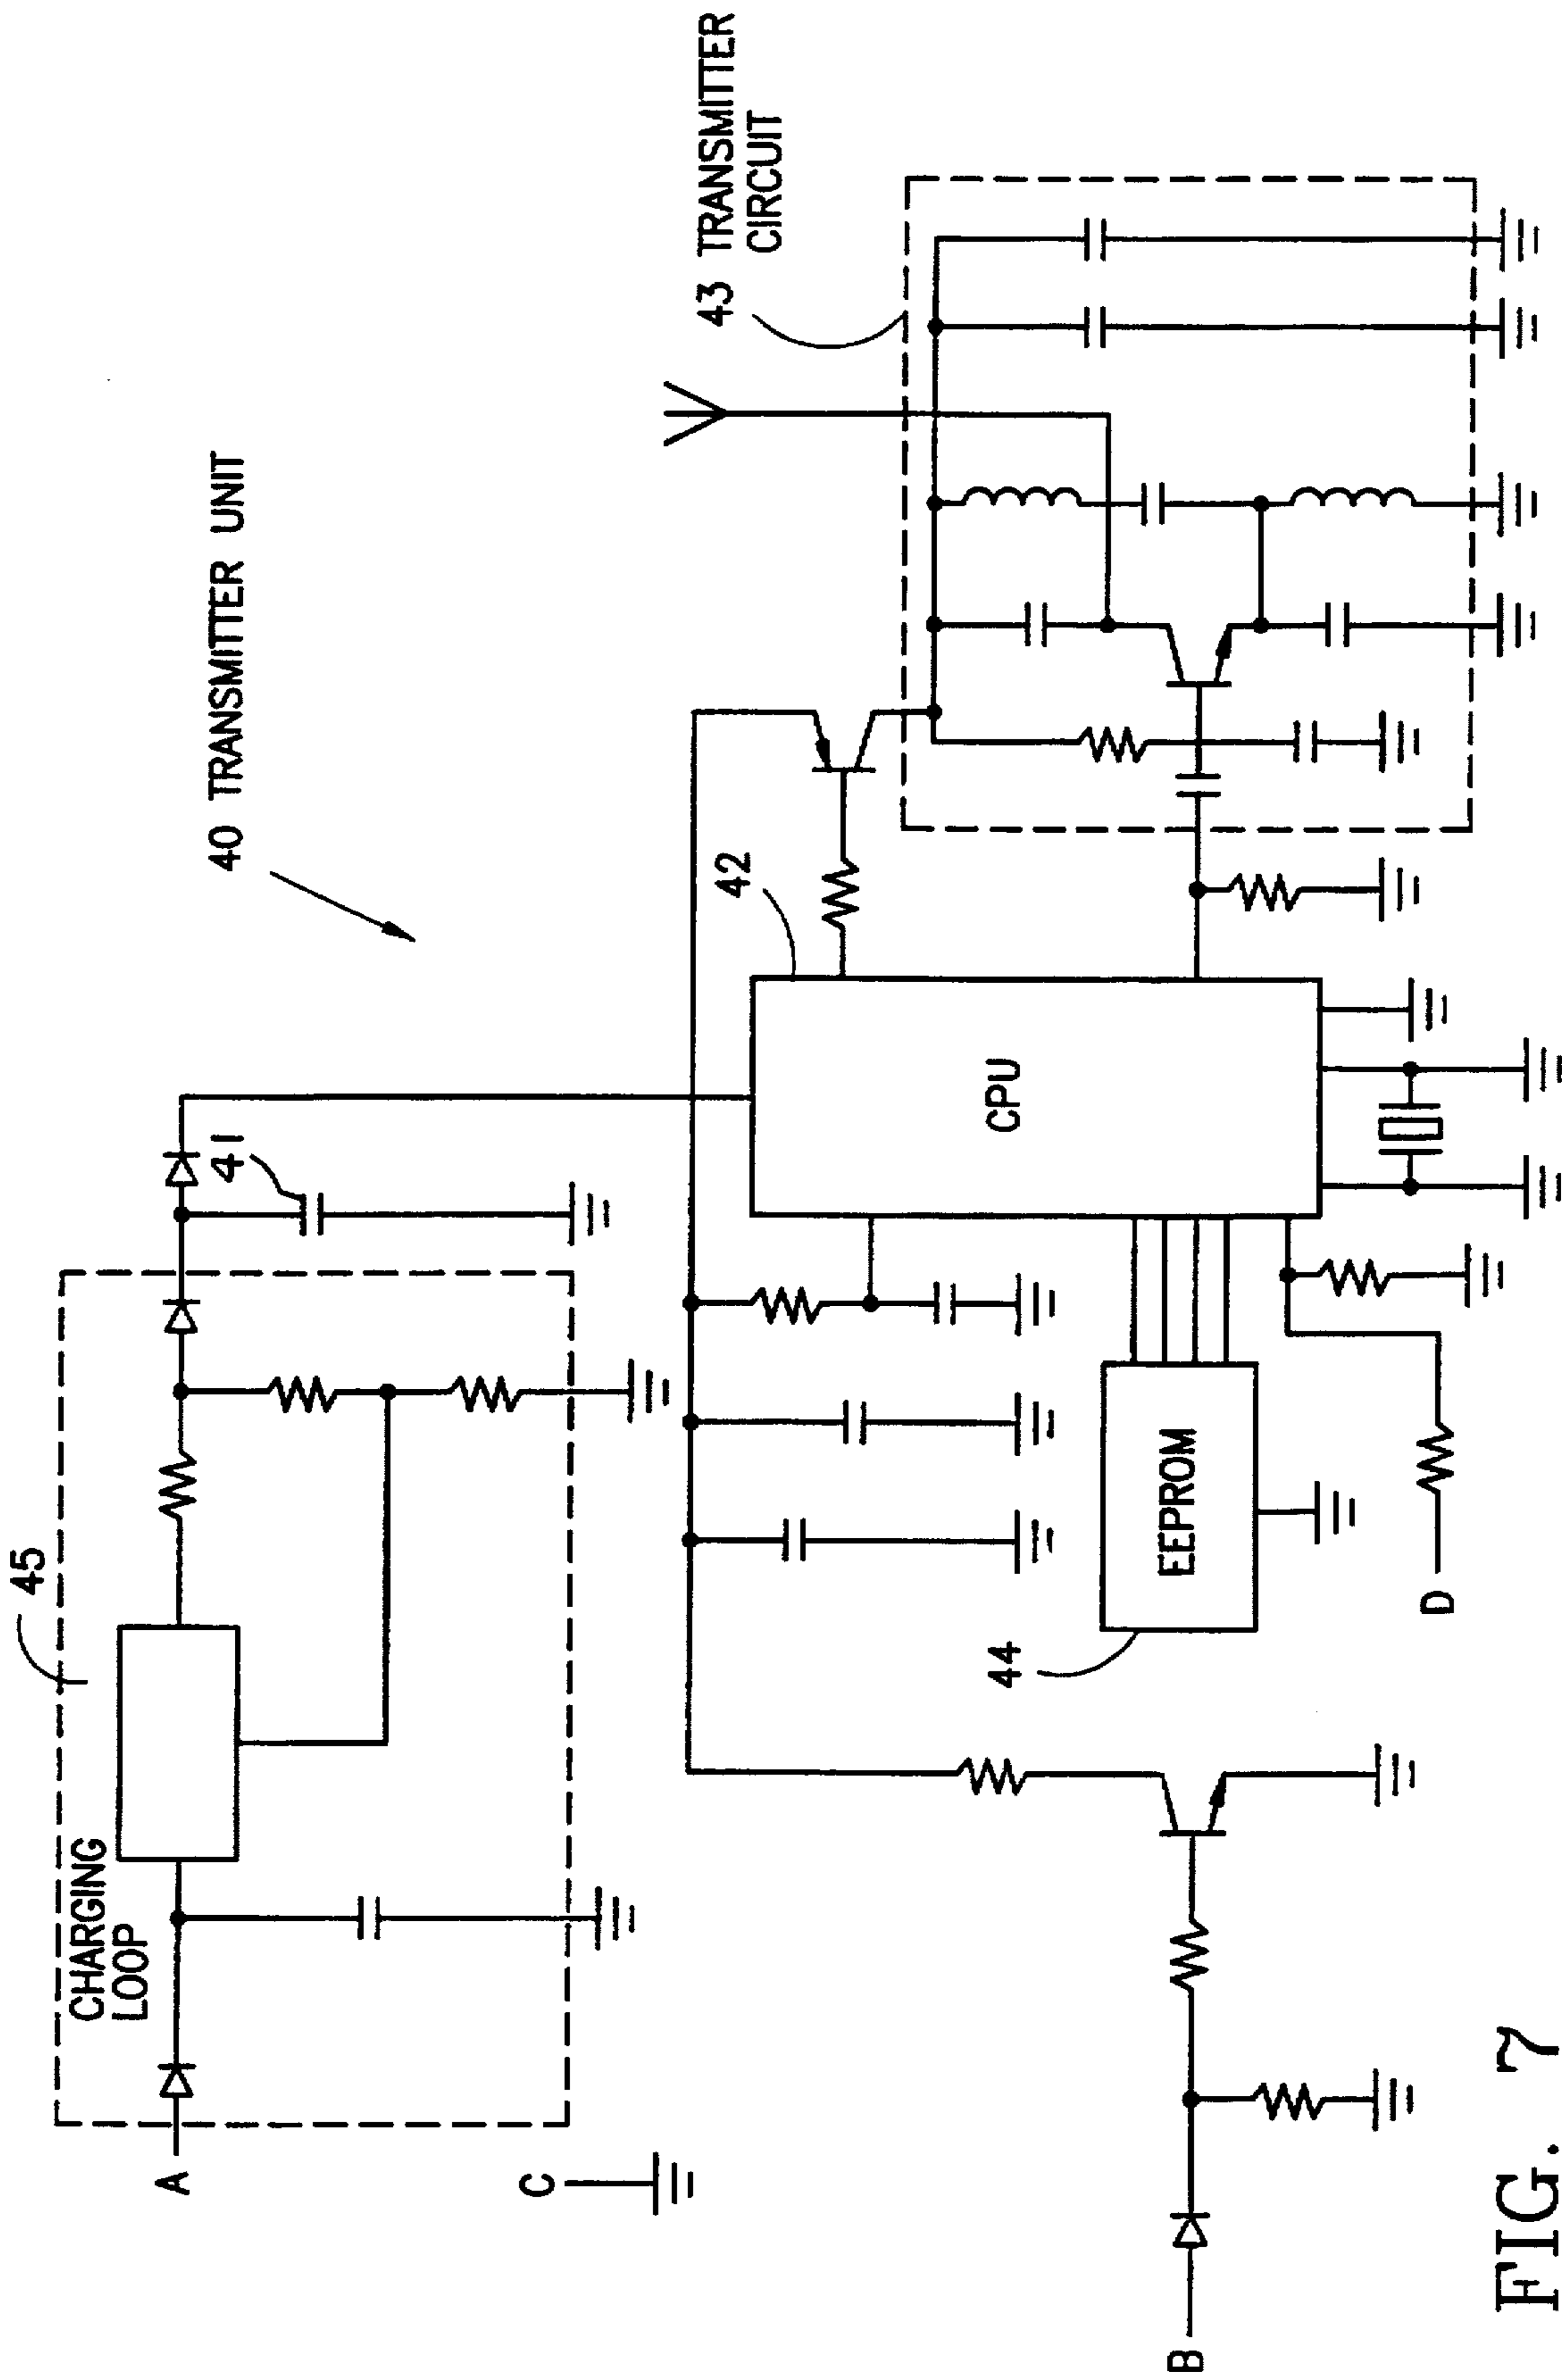 40 TRANSMITTER UNIT
45
CHARGING
LOOP
A
41
C
43 TRANSMITTER
CIRCUIT
42
CPU
44
EEPROM
B
D
FIG. 7